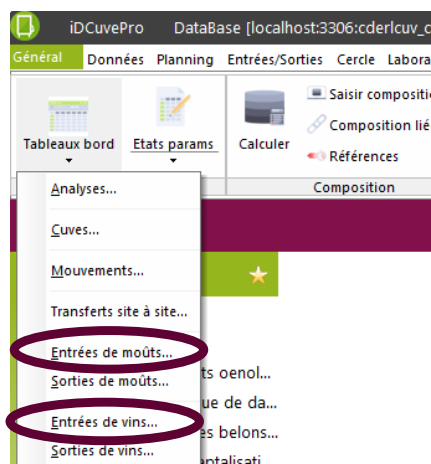 iDCuvePro DataBase [localhost:3306:cderlcuv_c
Général Données Planning Entrées/Sorties Cercle Labora
Tableaux bord
Etats params
Calculer
Saisir compositi
Composition lié
Références
Composition
Analyses...
Cuves...
Mouvements...
Transferts site à site...
Entrées de moûts...
Sorties de moûts...
Entrées de vins...
Sorties de vins...
ts oenol...
ue de da...
es belons...
aptalisati